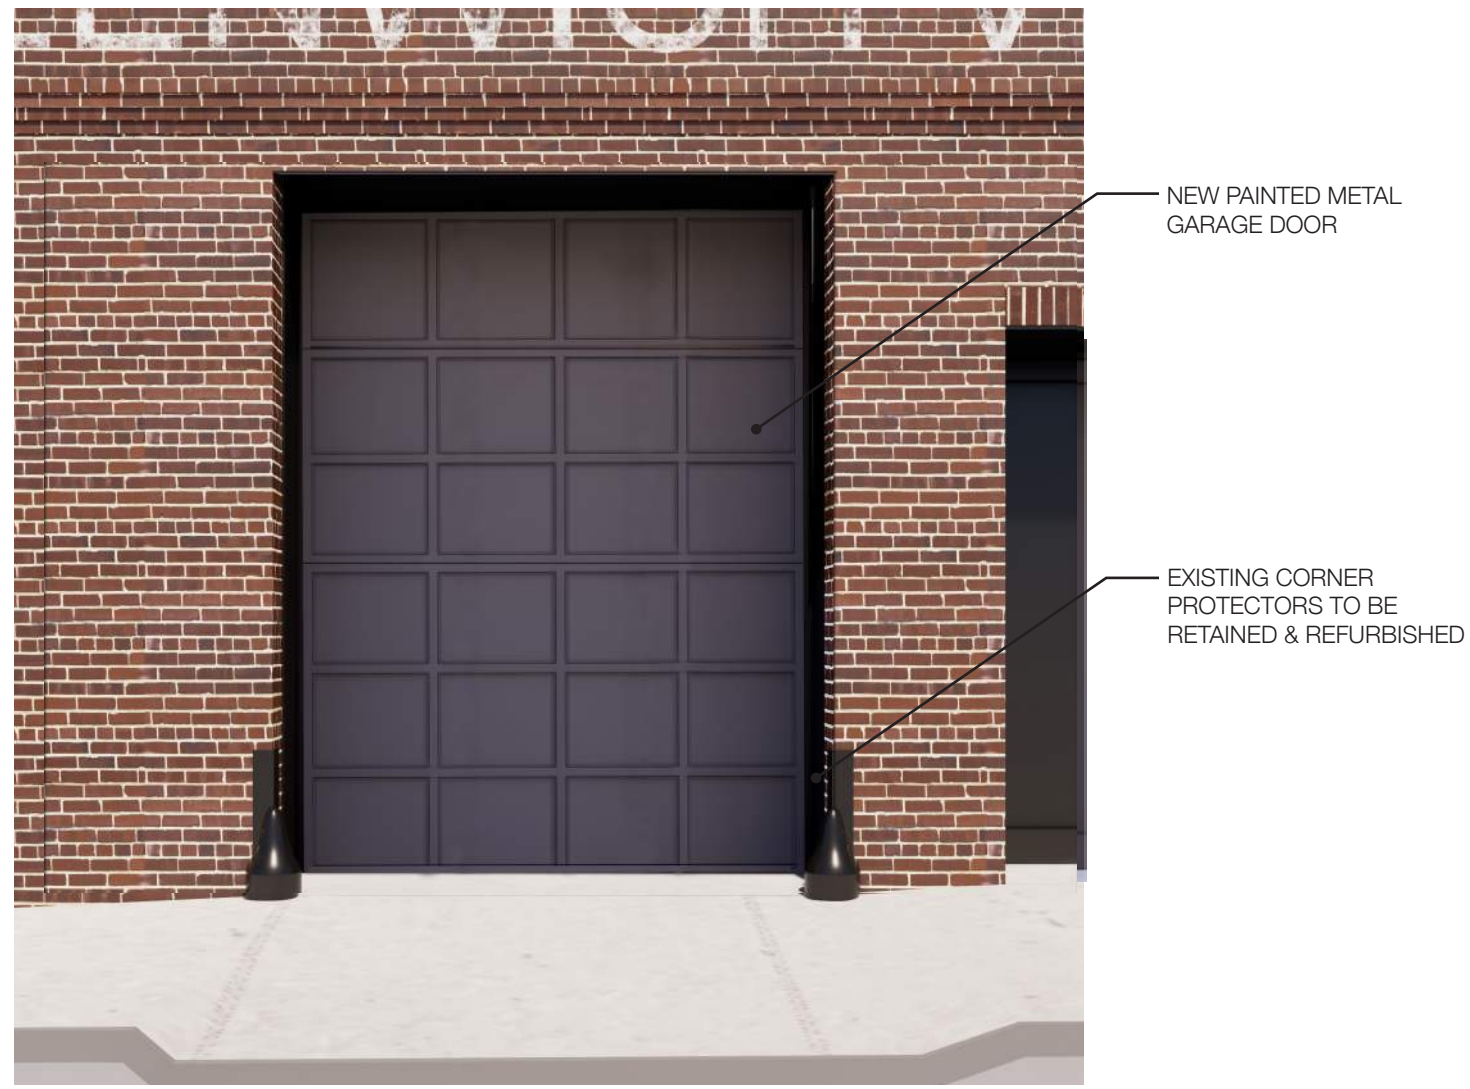 NEW PAINTED METAL
GARAGE DOOR
EXISTING CORNER
PROTECTORS TO BE
RETAINED & REFURBISHED